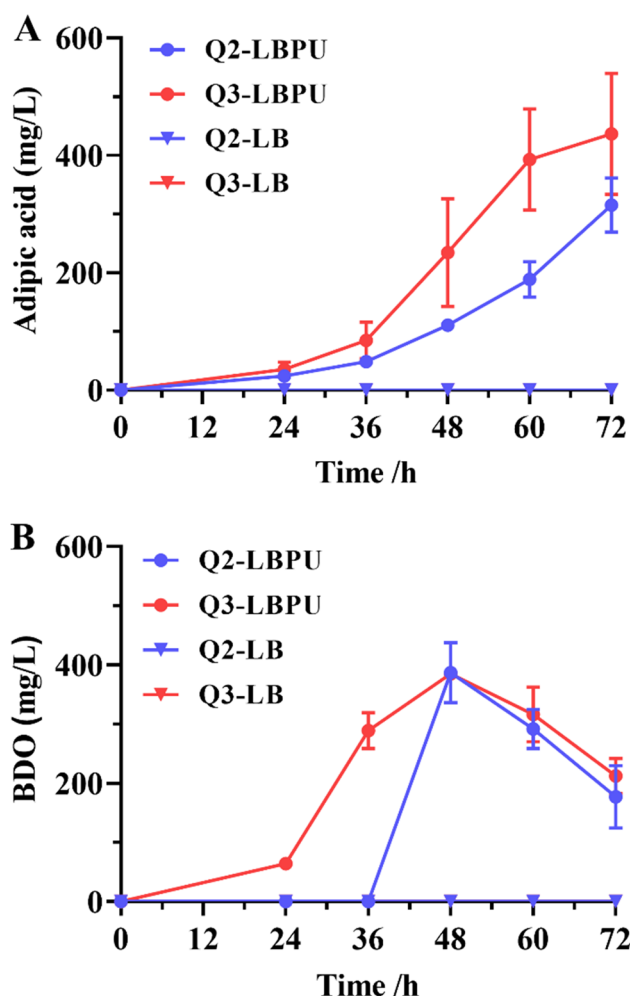 A
Adipic acid (mg/L)
600
400
200
0
Q2-LBPU
Q3-LBPU
Q2-LB
Q3-LB
0 12 24 36 48 60 72
Time /h
B
BDO (mg/L)
600
400
200
0
Q2-LBPU
Q3-LBPU
Q2-LB
Q3-LB
0 24 36 48 60 72
Time /h